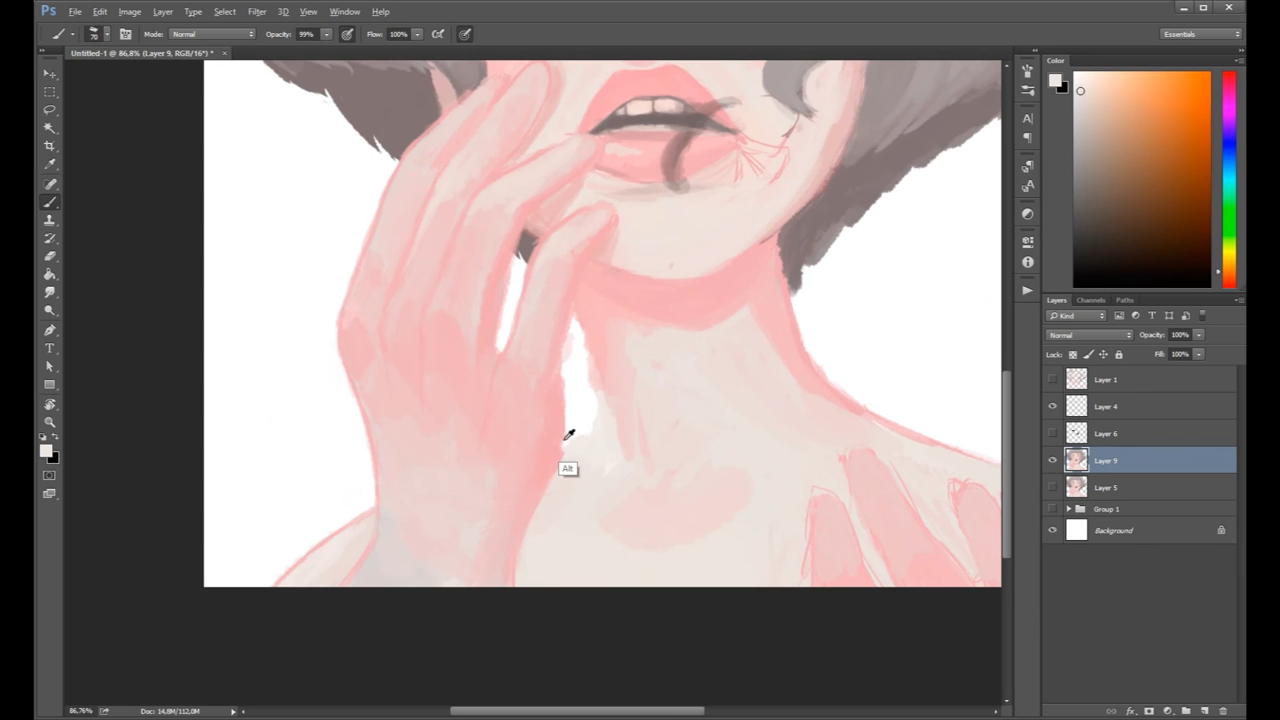 Ps File Edit Image Layer Type Select Filter 3D View Window Help
70 Mode: Normal Opacity: 99% Flow: 100% Essentials
Untitled-1 @ 86,8% (Layer 9, RGB/16*) * ×
Color
Layers Channels Paths
Kind
Normal Opacity: 100%
Lock: Fill: 100%
Layer 1
Layer 4
Layer 6
Layer 9
Layer 5
Group 1
Background
Alt
86,76% Doc: 14,8M/112,0M